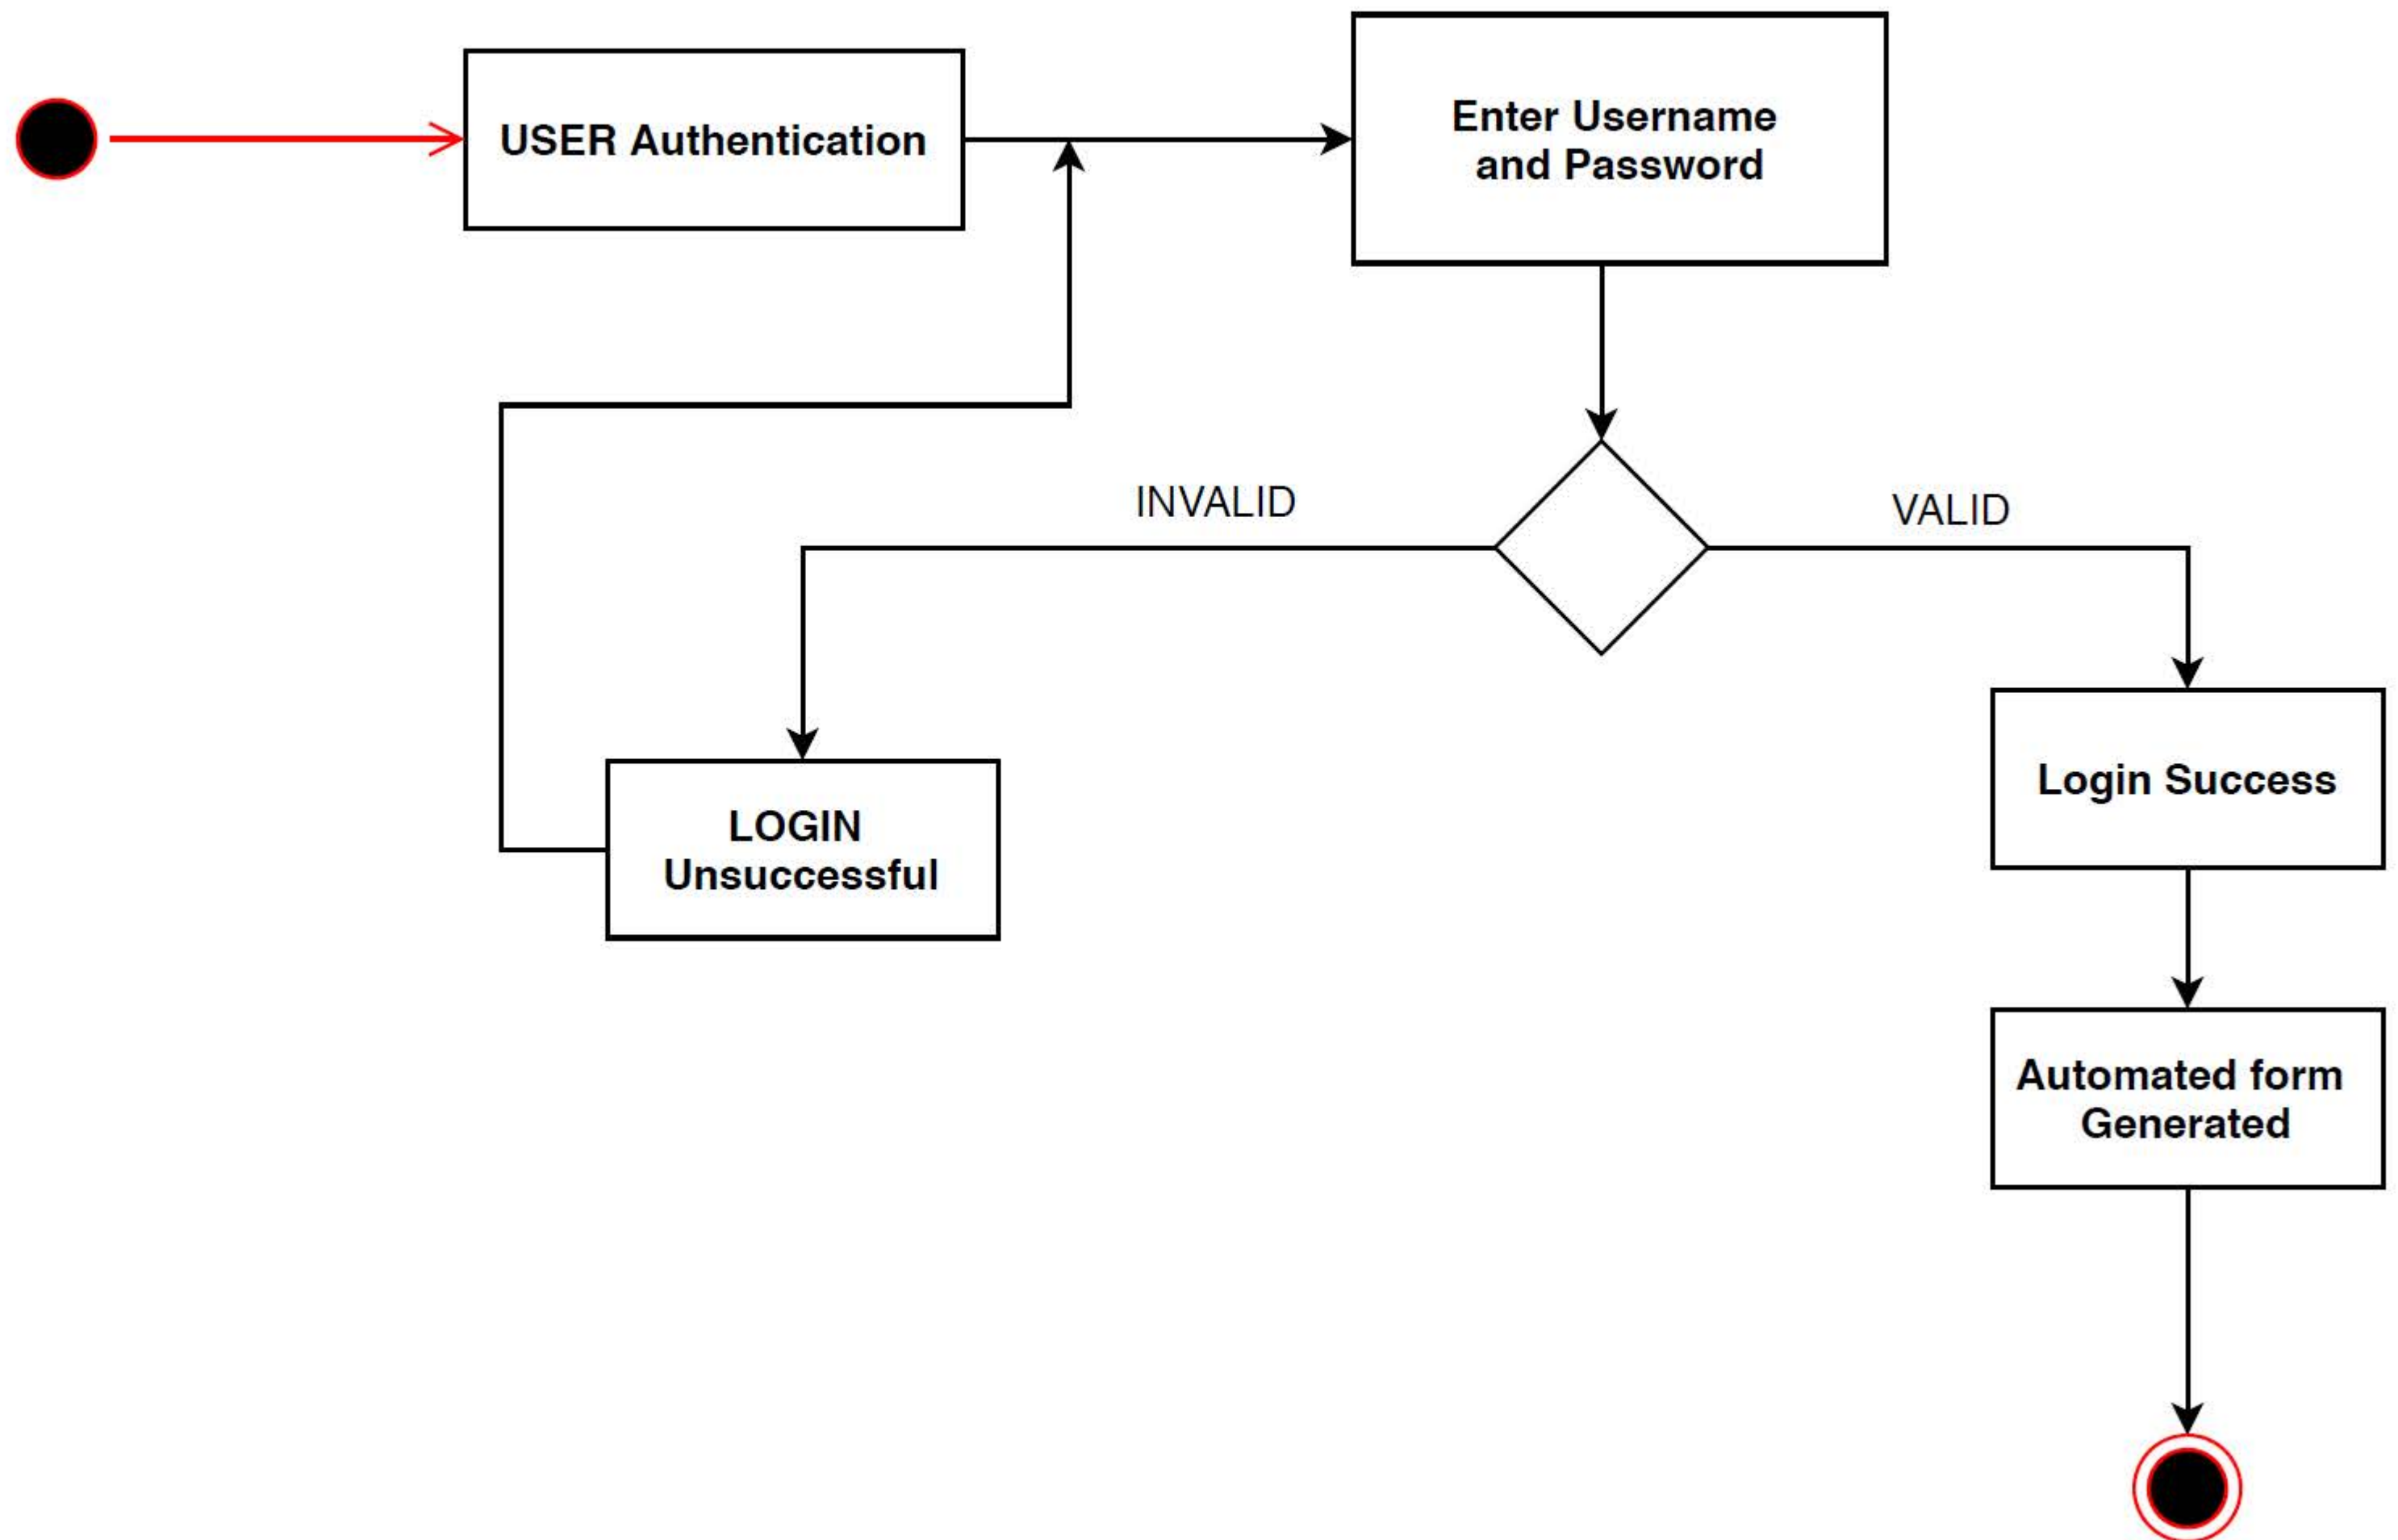 USER Authentication
Enter Username
and Password
INVALID
VALID
Login Success
LOGIN
Unsuccessful
Automated form
Generated